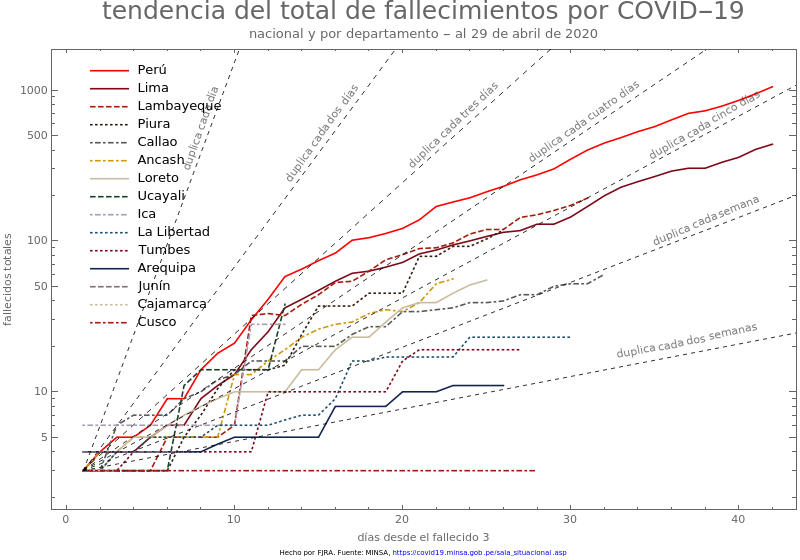 tendencia del total de fallecimientos por COVID−19
nacional y por departamento − al 29 de abril de 2020
fallecidos totales
1000
500
100
50
10
5
Perú
Lima
Lambayeque
Piura
Callao
Ancash
Loreto
Ucayali
Ica
La Libertad
Tumbes
Arequipa
Junín
Cajamarca
Cusco
duplica cada día
duplica cada dos días
duplica cada tres días
duplica cada cuatro días
duplica cada cinco días
duplica cada semana
duplica cada dos semanas
0 10 20 30 40
días desde el fallecido 3
Hecho por FJRA. Fuente: MINSA, https://covid19.minsa.gob.pe/sala_situacional.asp